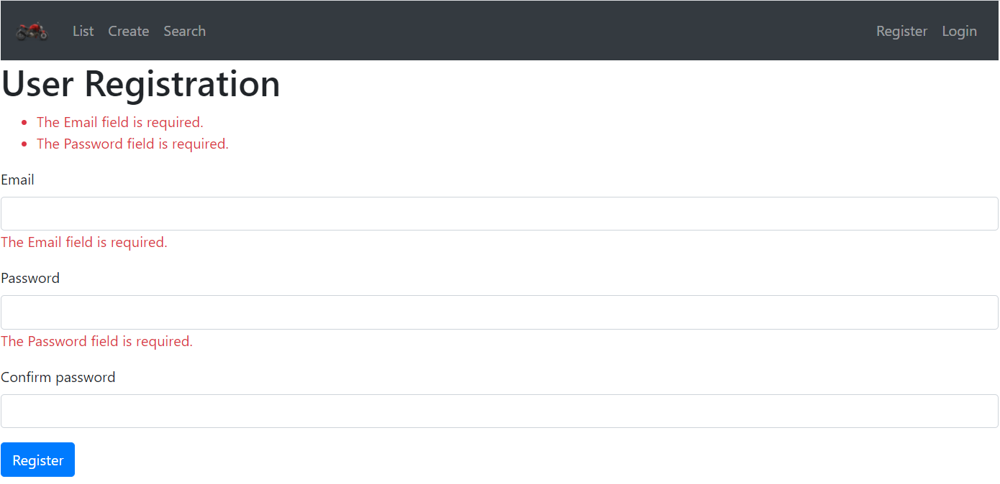 List Create Search Register Login
User Registration
The Email field is required.
The Password field is required.
Email
The Email field is required.
Password
The Password field is required.
Confirm password
Register